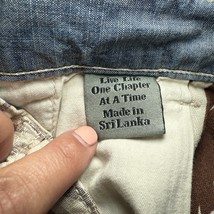 Live Life
One Chapter
At A Time
Made in
Sri Lanka